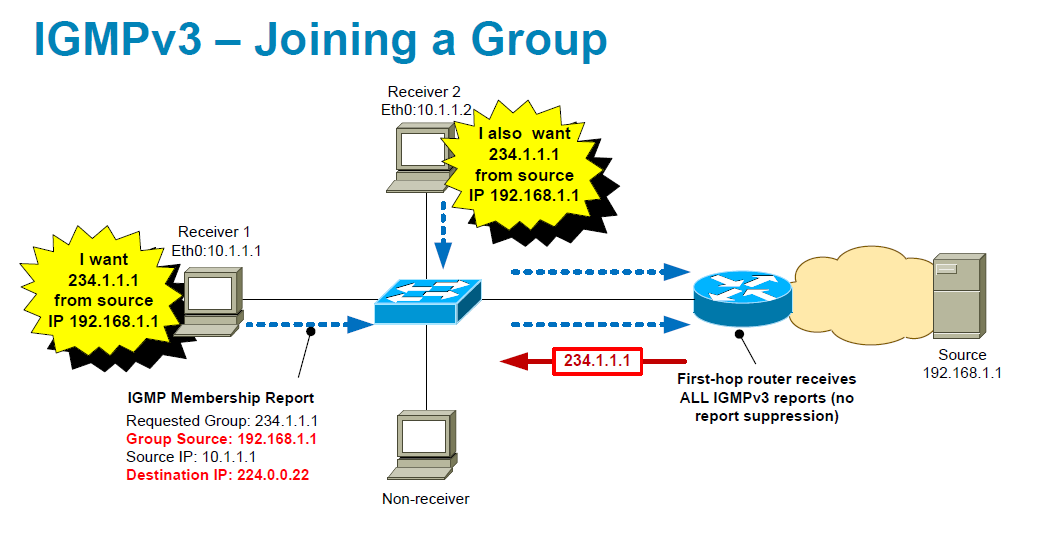 IGMPv3 – Joining a Group
Receiver 2
Eth0:10.1.1.2
I also want
234.1.1.1
from source
IP 192.168.1.1
Receiver 1
Eth0:10.1.1.1
I want
234.1.1.1
from source
IP 192.168.1.1
234.1.1.1
Source
192.168.1.1
First-hop router receives
ALL IGMPv3 reports (no
report suppression)
IGMP Membership Report
Requested Group: 234.1.1.1
Group Source: 192.168.1.1
Source IP: 10.1.1.1
Destination IP: 224.0.0.22
Non-receiver